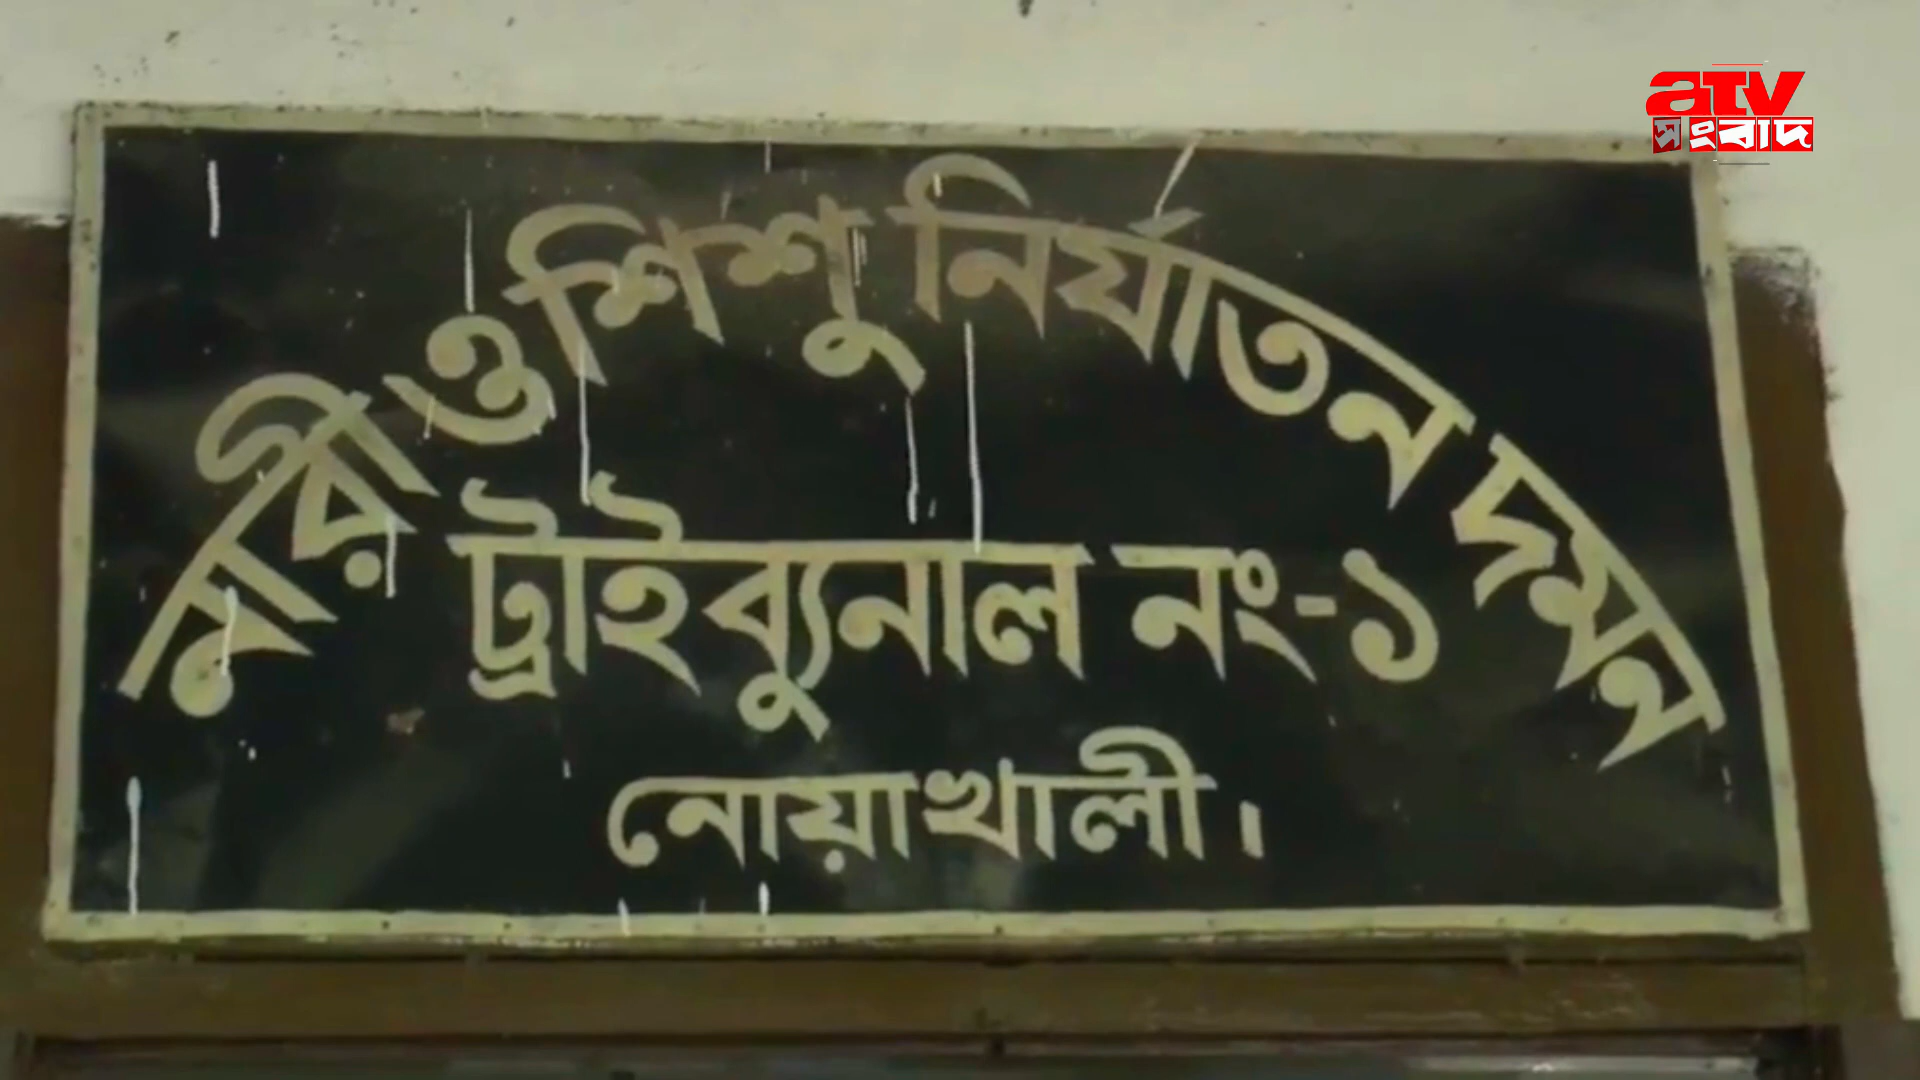 atv
সংবাদ
নারী ও শিশু নির্যাতন দমন
ট্রাইব্যুনাল নং-১
নোয়াখালী।